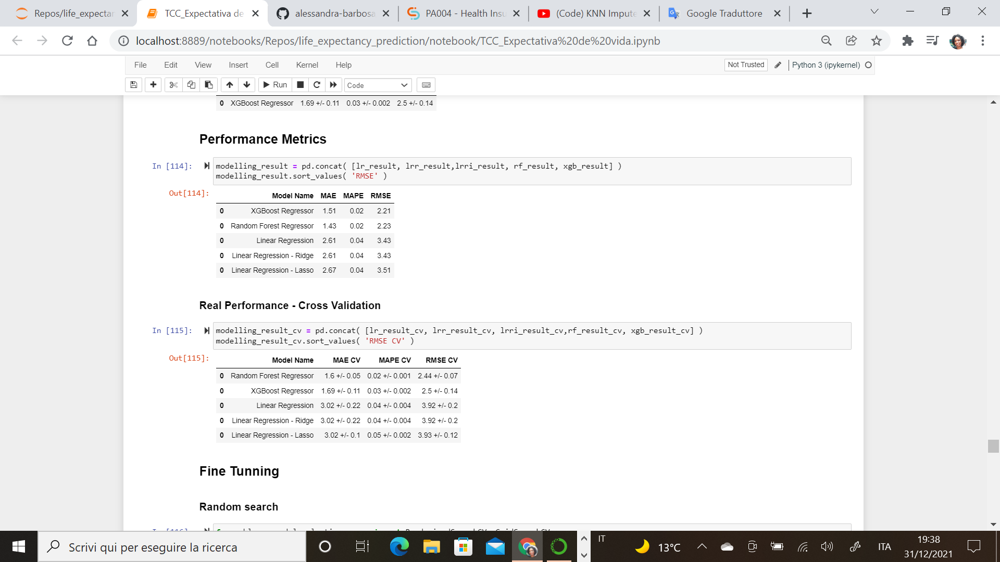 Repos/life_expectar
TCC_Expectativa de
alessandra-barbosa
PA004 - Health Insu
(Code) KNN Impute
Google Traduttore
localhost:8889/notebooks/Repos/life_expectancy_prediction/notebook/TCC_Expectativa%20de%20vida.ipynb
File Edit View Insert Cell Kernel Help
Not Trusted
Python 3 (ipykernel)
Run
Code
0 XGBoost Regressor 1.69 +/- 0.11 0.03 +/- 0.002 2.5 +/- 0.14
Performance Metrics
In [114]:
modelling_result = pd.concat( [lr_result, lrr_result,lrri_result, rf_result, xgb_result] )
modelling_result.sort_values( 'RMSE' )
Out[114]:
Model Name MAE MAPE RMSE
0 XGBoost Regressor 1.51 0.02 2.21
0 Random Forest Regressor 1.43 0.02 2.23
0 Linear Regression 2.61 0.04 3.43
0 Linear Regression - Ridge 2.61 0.04 3.43
0 Linear Regression - Lasso 2.67 0.04 3.51
Real Performance - Cross Validation
In [115]:
modelling_result_cv = pd.concat( [lr_result_cv, lrr_result_cv, lrri_result_cv,rf_result_cv, xgb_result_cv] )
modelling_result_cv.sort_values( 'RMSE CV' )
Out[115]:
Model Name MAE CV MAPE CV RMSE CV
0 Random Forest Regressor 1.6 +/- 0.05 0.02 +/- 0.001 2.44 +/- 0.07
0 XGBoost Regressor 1.69 +/- 0.11 0.03 +/- 0.002 2.5 +/- 0.14
0 Linear Regression 3.02 +/- 0.22 0.04 +/- 0.004 3.92 +/- 0.2
0 Linear Regression - Ridge 3.02 +/- 0.22 0.04 +/- 0.004 3.92 +/- 0.2
0 Linear Regression - Lasso 3.02 +/- 0.1 0.05 +/- 0.002 3.93 +/- 0.12
Fine Tunning
Random search
Scrivi qui per eseguire la ricerca
IT
13°C
ITA
19:38
31/12/2021